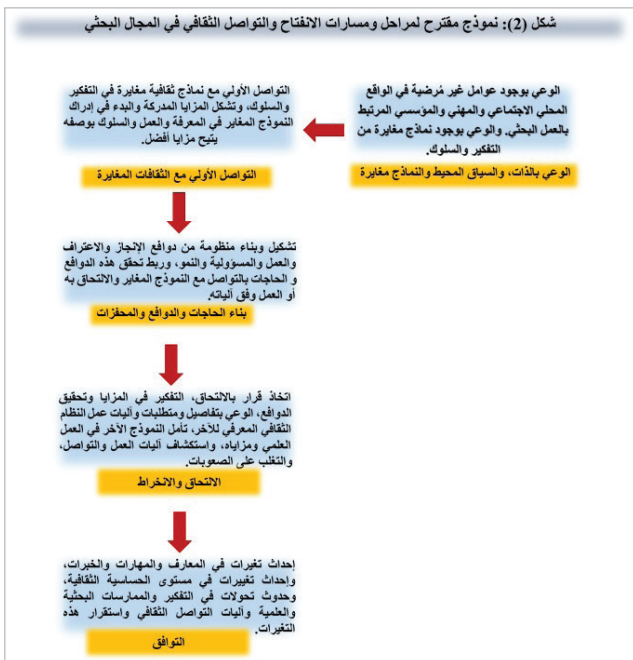 شكل (2): نموذج مقترح لمراحل ومسارات الانفتاح والتواصل الثقافي في المجال البحثي
الوعي بوجود عوامل غير مُرضية في الواقع
المحلي الاجتماعي والمهني والمؤسسي المرتبط
بالعمل البحثي. والوعي بوجود نماذج مغايرة من
التفكير والسلوك.
الوعي بالذات، والسياق المحيط والنماذج مغايرة
التواصل الأولي مع نماذج ثقافية مغايرة في التفكير
والسلوك، وتشكل المزايا المدركة والبدء في إدراك
النموذج المغاير في المعرفة والعمل والسلوك بوصفه
يتيح مزايا أفضل.
التواصل الأولي مع الثقافات المغايرة
تشكيل وبناء منظومة من دوافع الإنجاز والاعتراف
والعمل والمسؤولية والنمو، وربط تحقق هذه الدوافع
و الحاجات بالتواصل مع النموذج المغاير والالتحاق به
أو العمل وفق آلياته.
بناء الحاجات والدوافع والمحفزات
اتخاذ قرار بالالتحاق، التفكير في المزايا وتحقيق
الدوافع، الوعي بتفاصيل ومتطلبات وآليات عمل النظام
الثقافي المعرفي للآخر، تأمل النموذج الآخر في العمل
العلمي ومزاياه، واستكشاف آليات العمل والتواصل،
والتغلب على الصعوبات.
الالتحاق والانخراط
إحداث تغيرات في المعارف والمهارات والخبرات،
وإحداث تغييرات في مستوى الحساسية الثقافية،
وحدوث تحولات في التفكير والممارسات البحثية
والعلمية وآليات التواصل الثقافي واستقرار هذه
التغيرات.
التوافق